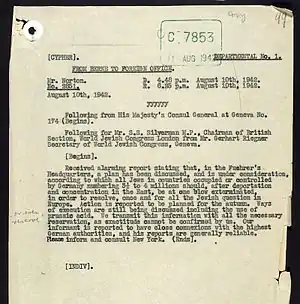 C 7853
AUG 1942
[CYPHER].
DEPARTMENTAL No. 1.
FROM BERNE TO FOREIGN OFFICE.
Mr. Norton. D. 4.48 p.m. August 10th, 1942.
No. 2831. R. 6.25 p.m. August 10th, 1942.
August 10th, 1942.
YYYYYY
Following from His Majesty's Consul General at Geneva No.
174 (Begins).
Following for Mr. S.S. Silverman M.P., Chairman of British
Section, World Jewish Congress London from Mr. Gerhart Riegner
Secretary of World Jewish Congress, Geneva.
[Begins].
Received alarming report stating that, in the Fuehrer's
Headquarters, a plan has been discussed, and is under consideration,
according to which all Jews in countries occupied or controlled
by Germany numbering 3½ to 4 millions should, after deportation
and concentration in the East, be at one blow exterminated,
in order to resolve, once and for all the Jewish question in
Europe. Action is reported to be planned for the autumn. Ways
of execution are still being discussed including the use of
prussic acid. We transmit this information with all the necessary
reservation, as exactitude cannot be confirmed by us. Our
informant is reported to have close connexions with the highest
German authorities, and his reports are generally reliable.
Please inform and consult New York. (Ends).
[INDIV].